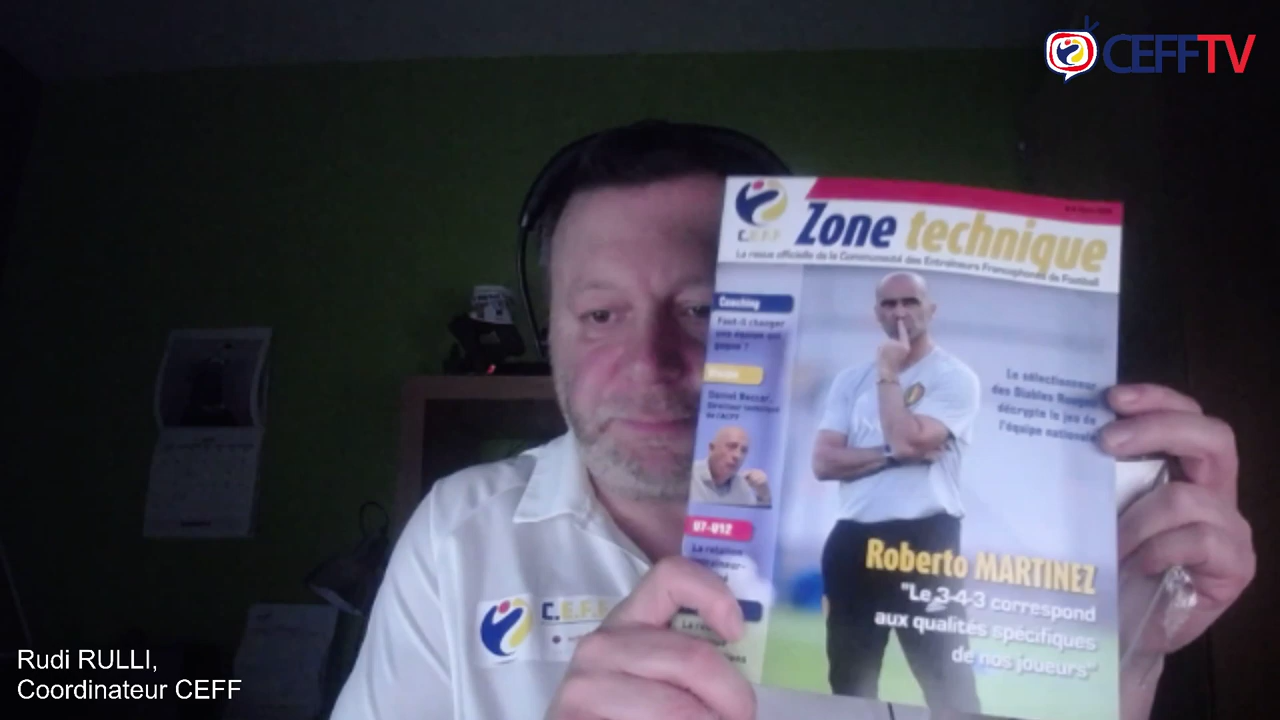 CEFFTV
C.E.F.F
Zone technique
La revue officielle de la Communauté des Entraîneurs Francophones de Football
Coaching
Faut-il changer
une équipe qui
gagne ?
Daniel Boccar,
Directeur technique
de l'ACFF
Le sélectionneur
des Diables Rouges
décrypte le jeu de
l'équipe nationale
U7-U12
La relation
Roberto MARTINEZ
"Le 3-4-3 correspond
aux qualités spécifiques
de nos joueurs"
C.E.F.F
Rudi RULLI,
Coordinateur CEFF